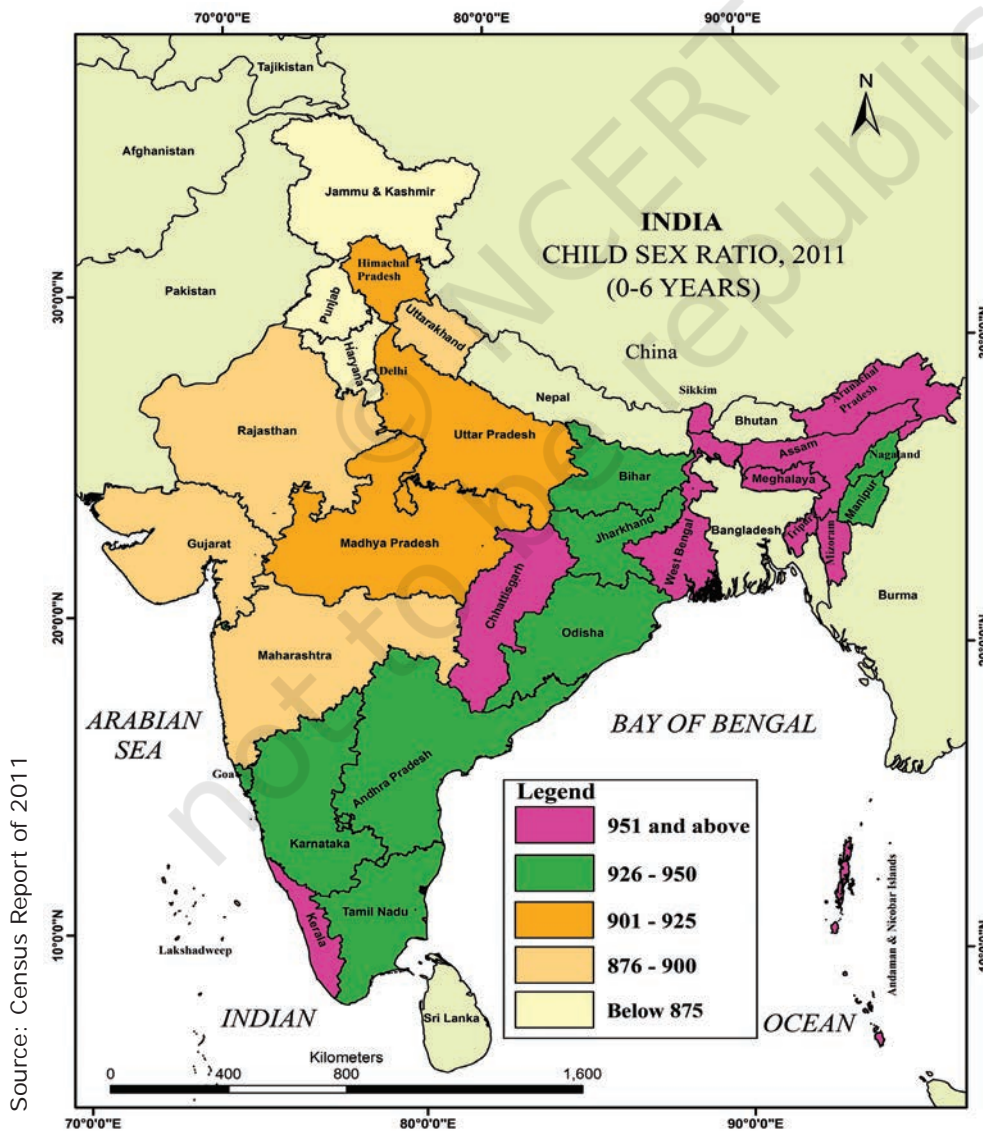 70°0'0"E
80°0'0"E
90°0'0"E
Tajikistan
N
Afghanistan
Jammu & Kashmir
INDIA
CHILD SEX RATIO, 2011
(0-6 YEARS)
Himachal
Pradesh
Pakistan
Punjab
30°0'0"N
Uttarakhand
Haryana
China
Delhi
Sikkim
Arunachal
Pradesh
Nepal
Bhutan
Rajasthan
Uttar Pradesh
Assam
Nagaland
Bihar
Meghalaya
Manipur
Jharkhand
Bangladesh
Tripura
Mizoram
Gujarat
Madhya Pradesh
West Bengal
Chhattisgarh
Burma
20°0'0"N
Odisha
Maharashtra
ARABIAN
SEA
BAY OF BENGAL
Goa
Andhra Pradesh
Legend
951 and above
Karnataka
926 - 950
Tamil Nadu
901 - 925
Kerala
Lakshadweep
10°0'0"N
10°0'0"N
Andaman & Nicobar Islands
876 - 900
Below 875
INDIAN
Sri Lanka
OCEAN
Kilometers
0 400 800 1,600
70°0'0"E
80°0'0"E
90°0'0"E
Source: Census Report of 2011
© NCERT
not to be republis